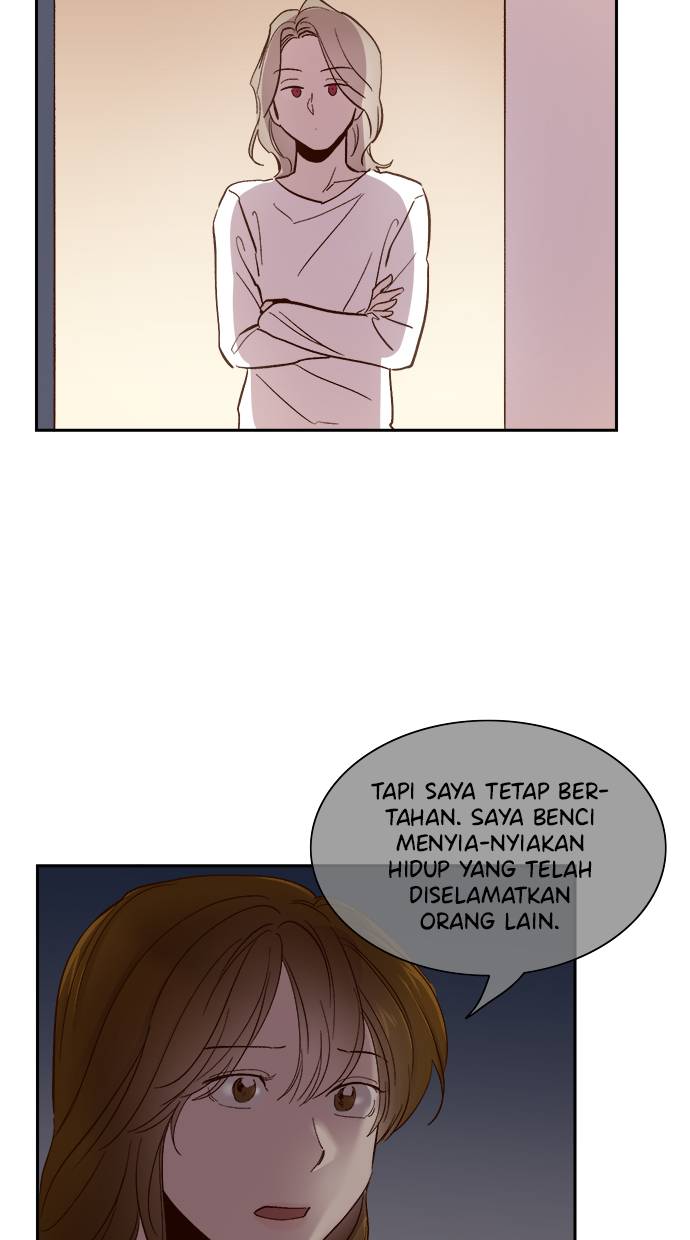 TAPI SAYA TETAP BER-
TAHAN. SAYA BENCI
MENYIA-NYIAKAN
HIDUP YANG TELAH
DISELAMATKAN
ORANG LAIN.